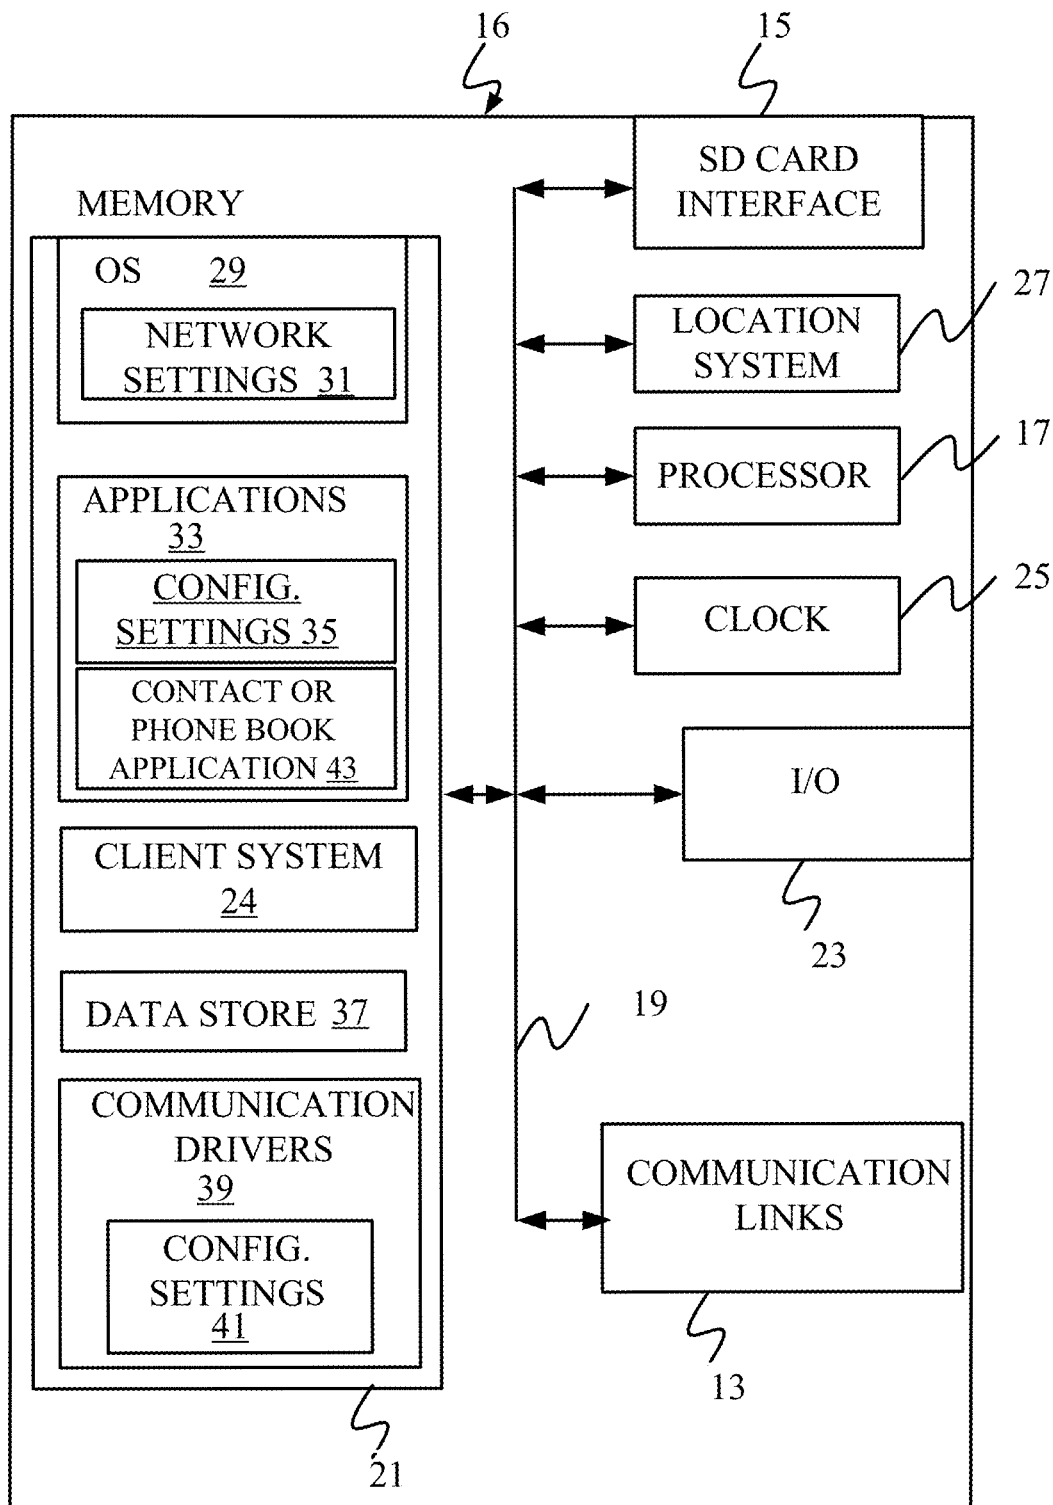 16
15
SD CARD
INTERFACE
MEMORY
OS 29
NETWORK
SETTINGS 31
27
LOCATION
SYSTEM
17
PROCESSOR
APPLICATIONS
33
CONFIG.
SETTINGS 35
25
CLOCK
CONTACT OR
PHONE BOOK
APPLICATION 43
I/O
23
CLIENT SYSTEM
24
DATA STORE 37
19
COMMUNICATION
DRIVERS
39
CONFIG.
SETTINGS
41
COMMUNICATION
LINKS
13
21